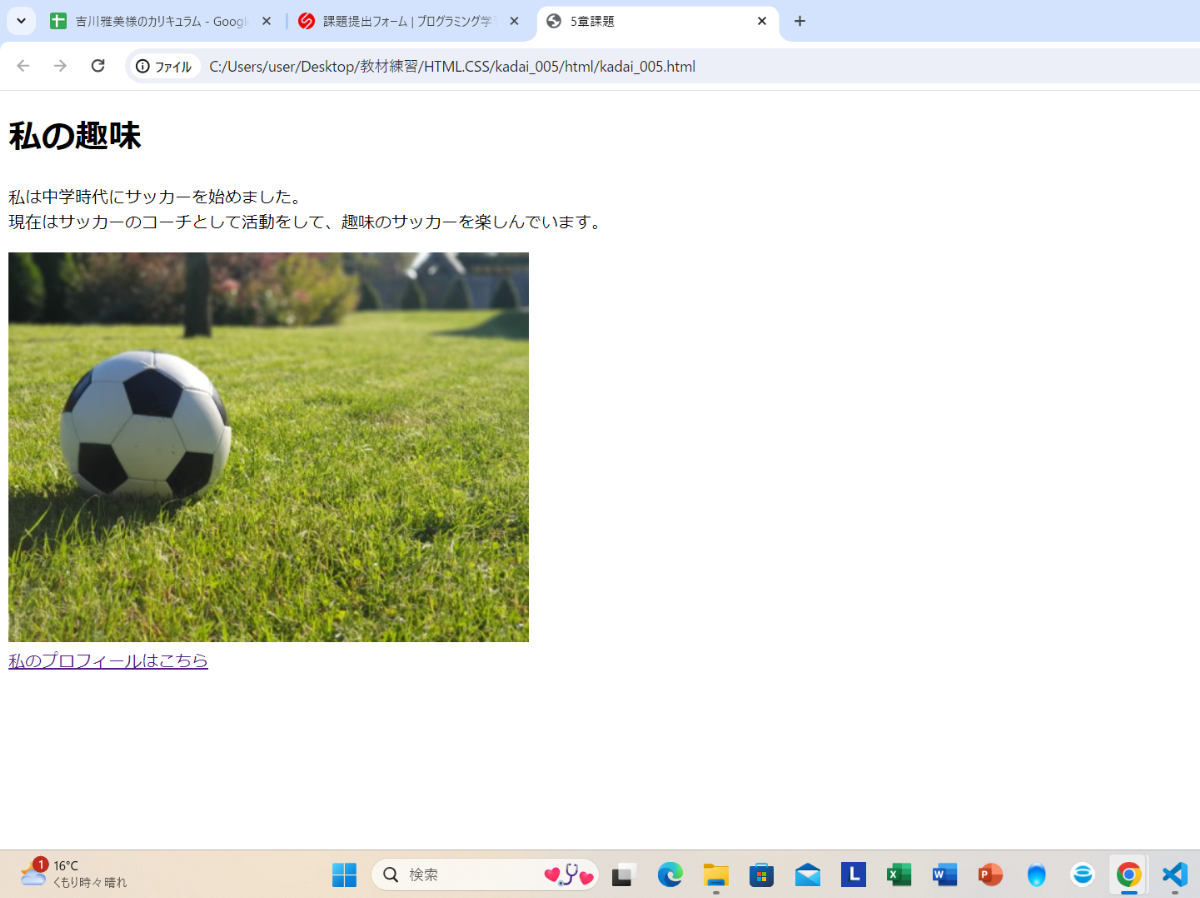 吉川雅美様のカリキュラム - Googl
課題提出フォーム | プログラミング学
5章課題
ファイル
C:/Users/user/Desktop/教材練習/HTML.CSS/kadai_005/html/kadai_005.html
私の趣味
私は中学時代にサッカーを始めました。
現在はサッカーのコーチとして活動をして、趣味のサッカーを楽しんでいます。
私のプロフィールはこちら
1
16°C
くもり時々晴れ
検索
L
X
W
P